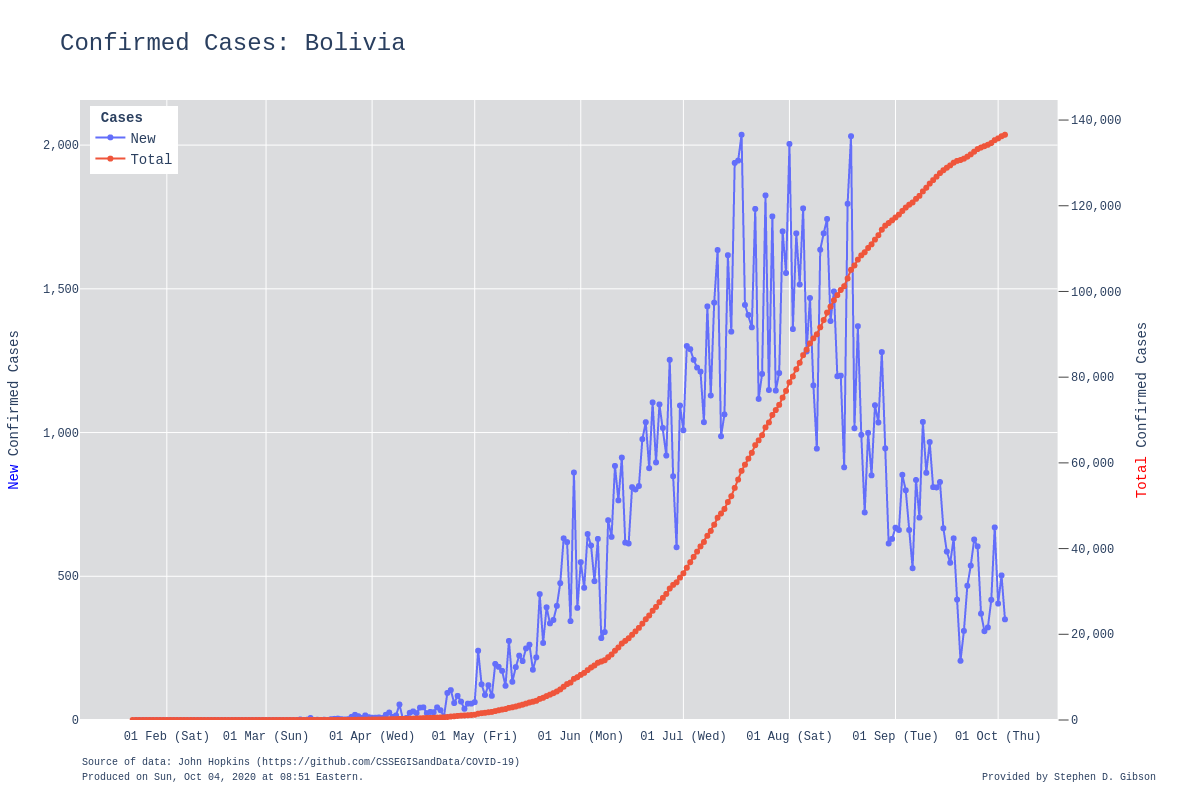 Confirmed Cases: Bolivia
Cases
New
Total
2,000
1,500
1,000
500
0
New Confirmed Cases
140,000
120,000
100,000
80,000
60,000
40,000
20,000
0
Total Confirmed Cases
01 Feb (Sat) 01 Mar (Sun) 01 Apr (Wed) 01 May (Fri) 01 Jun (Mon) 01 Jul (Wed) 01 Aug (Sat) 01 Sep (Tue) 01 Oct (Thu)
Source of data: John Hopkins (https://github.com/CSSEGISandData/COVID-19)
Produced on Sun, Oct 04, 2020 at 08:51 Eastern.
Provided by Stephen D. Gibson